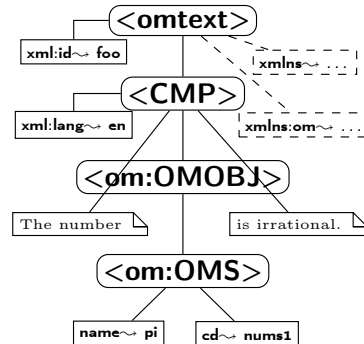 <omtext>
xml:id⤳ foo
xmlns⤳ ...
<CMP>
xml:lang⤳ en
xmlns:om⤳ ...
<om:OMOBJ>
The number
is irrational.
<om:OMS>
name⤳ pi
cd⤳ nums1